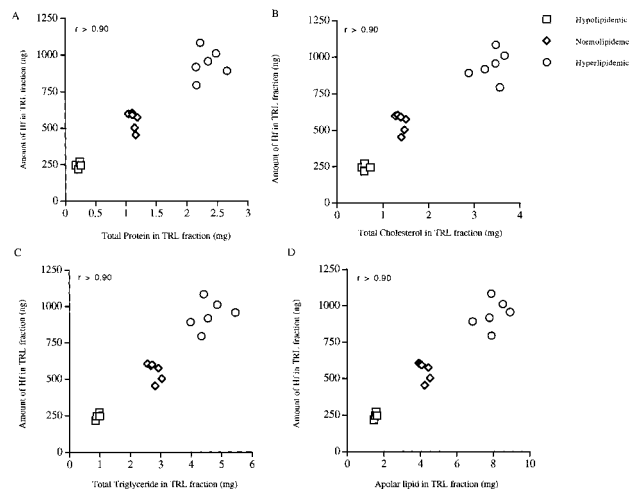 A
r > 0.90
Amount of Hf in TRL fraction (ng)
1250
1000
750
500
250
0
0 0.5 1 1.5 2 2.5 3
Total Protein in TRL fraction (mg)
B
r > 0.90
Amount of Hf in TRL fraction (ng)
1250
1000
750
500
250
0
0 1 2 3 4
Total Cholesterol in TRL fraction (mg)
Hypolipidemic
Normolipidemic
Hyperlipidemic
C
r > 0.90
Amount of Hf in TRL fraction (ng)
1250
1000
750
500
250
0
0 1 2 3 4 5 6
Total Triglyceride in TRL fraction (mg)
D
r > 0.90
Amount of Hf in TRL fraction (ng)
1250
1000
750
500
250
0
0 2 4 6 8 10
Apolar lipid in TRL fraction (mg)